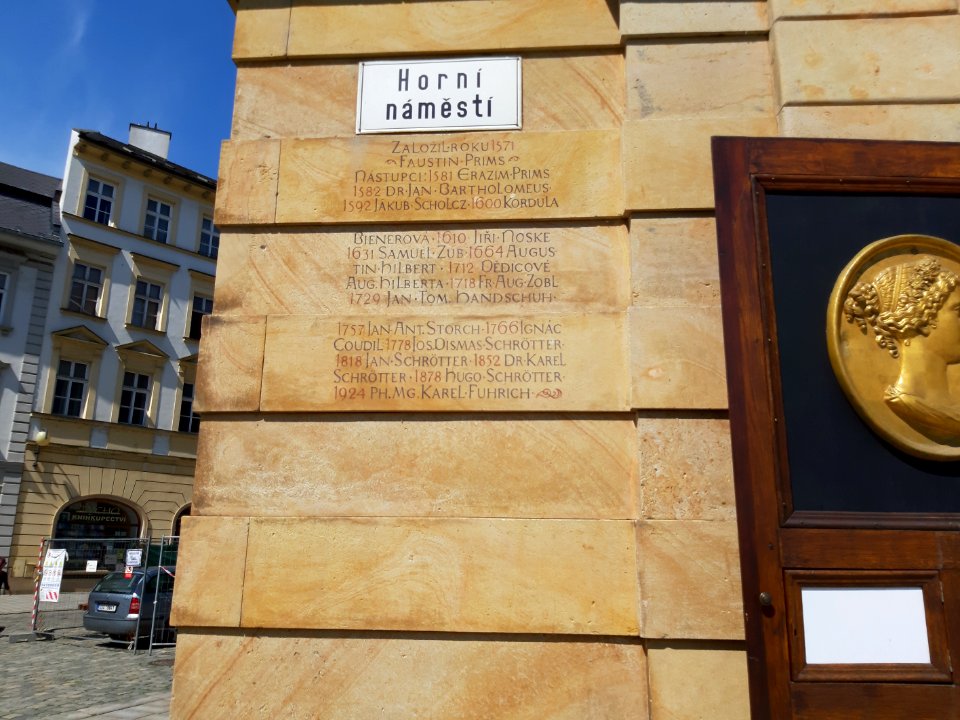 Horní
náměstí
ZALOŽIL·ROKU 1571
FAUSTIN·PRIMS
NÁSTUPCI: 1581 ERAZIM·PRIMS
1582 DR·JAN·BARTHOLOMEUS·
1592 JAKUB·SCHOLCZ·1600 KORDULA
BIENEROVÁ·1610 JIŘÍ·NOSKE
1631 SAMUEL·ZUB·1664 AUGUS
TIN·HILBERT·1712 DĚDICOVÉ
AUG. HILBERTA·1718 FR·AUG·ZOBL
1729 JAN·TOM. HANDSCHUH·
1757 JAN·ANT. STORCH·1766 IGNÁC
COUDIL·1778 JOS. DISMAS·SCHRÖTTER·
1818 JAN·SCHRÖTTER·1852 DR·KAREL
SCHRÖTTER·1878 HUGO·SCHRÖTTER·
1924 PH. MG. KAREL·FÜHRICH·
KNIHKUPECTVÍ